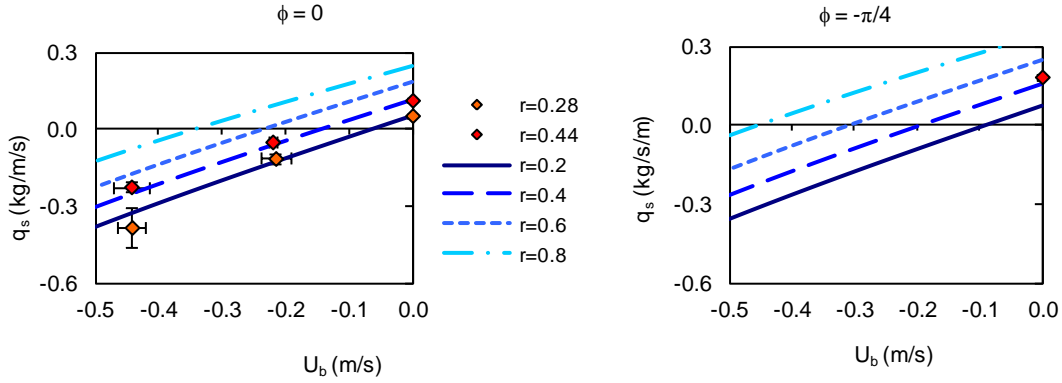 ϕ = 0
0.3
0.0
-0.3
-0.6
q_s (kg/m/s)
-0.5 -0.4 -0.3 -0.2 -0.1 0.0
U_b (m/s)
r=0.28
r=0.44
r=0.2
r=0.4
r=0.6
r=0.8
ϕ = -π/4
0.3
0.0
-0.3
-0.6
q_s (kg/s/m)
-0.5 -0.4 -0.3 -0.2 -0.1 0.0
U_b (m/s)